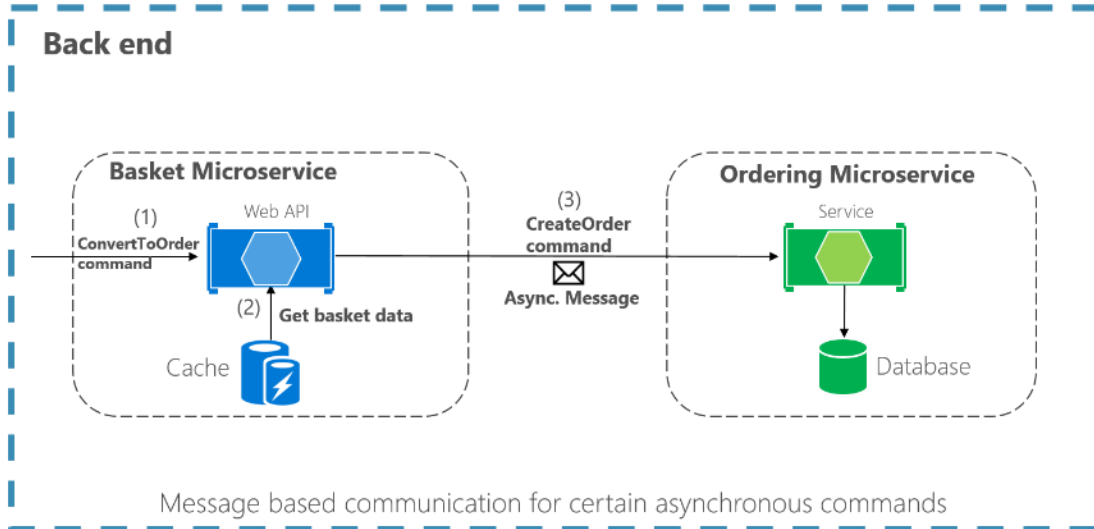 Back end
Basket Microservice
Ordering Microservice
(1)
Web API
(3)
Service
ConvertToOrder
command
CreateOrder
command
Async. Message
(2)
Get basket data
Cache
Database
Message based communication for certain asynchronous commands